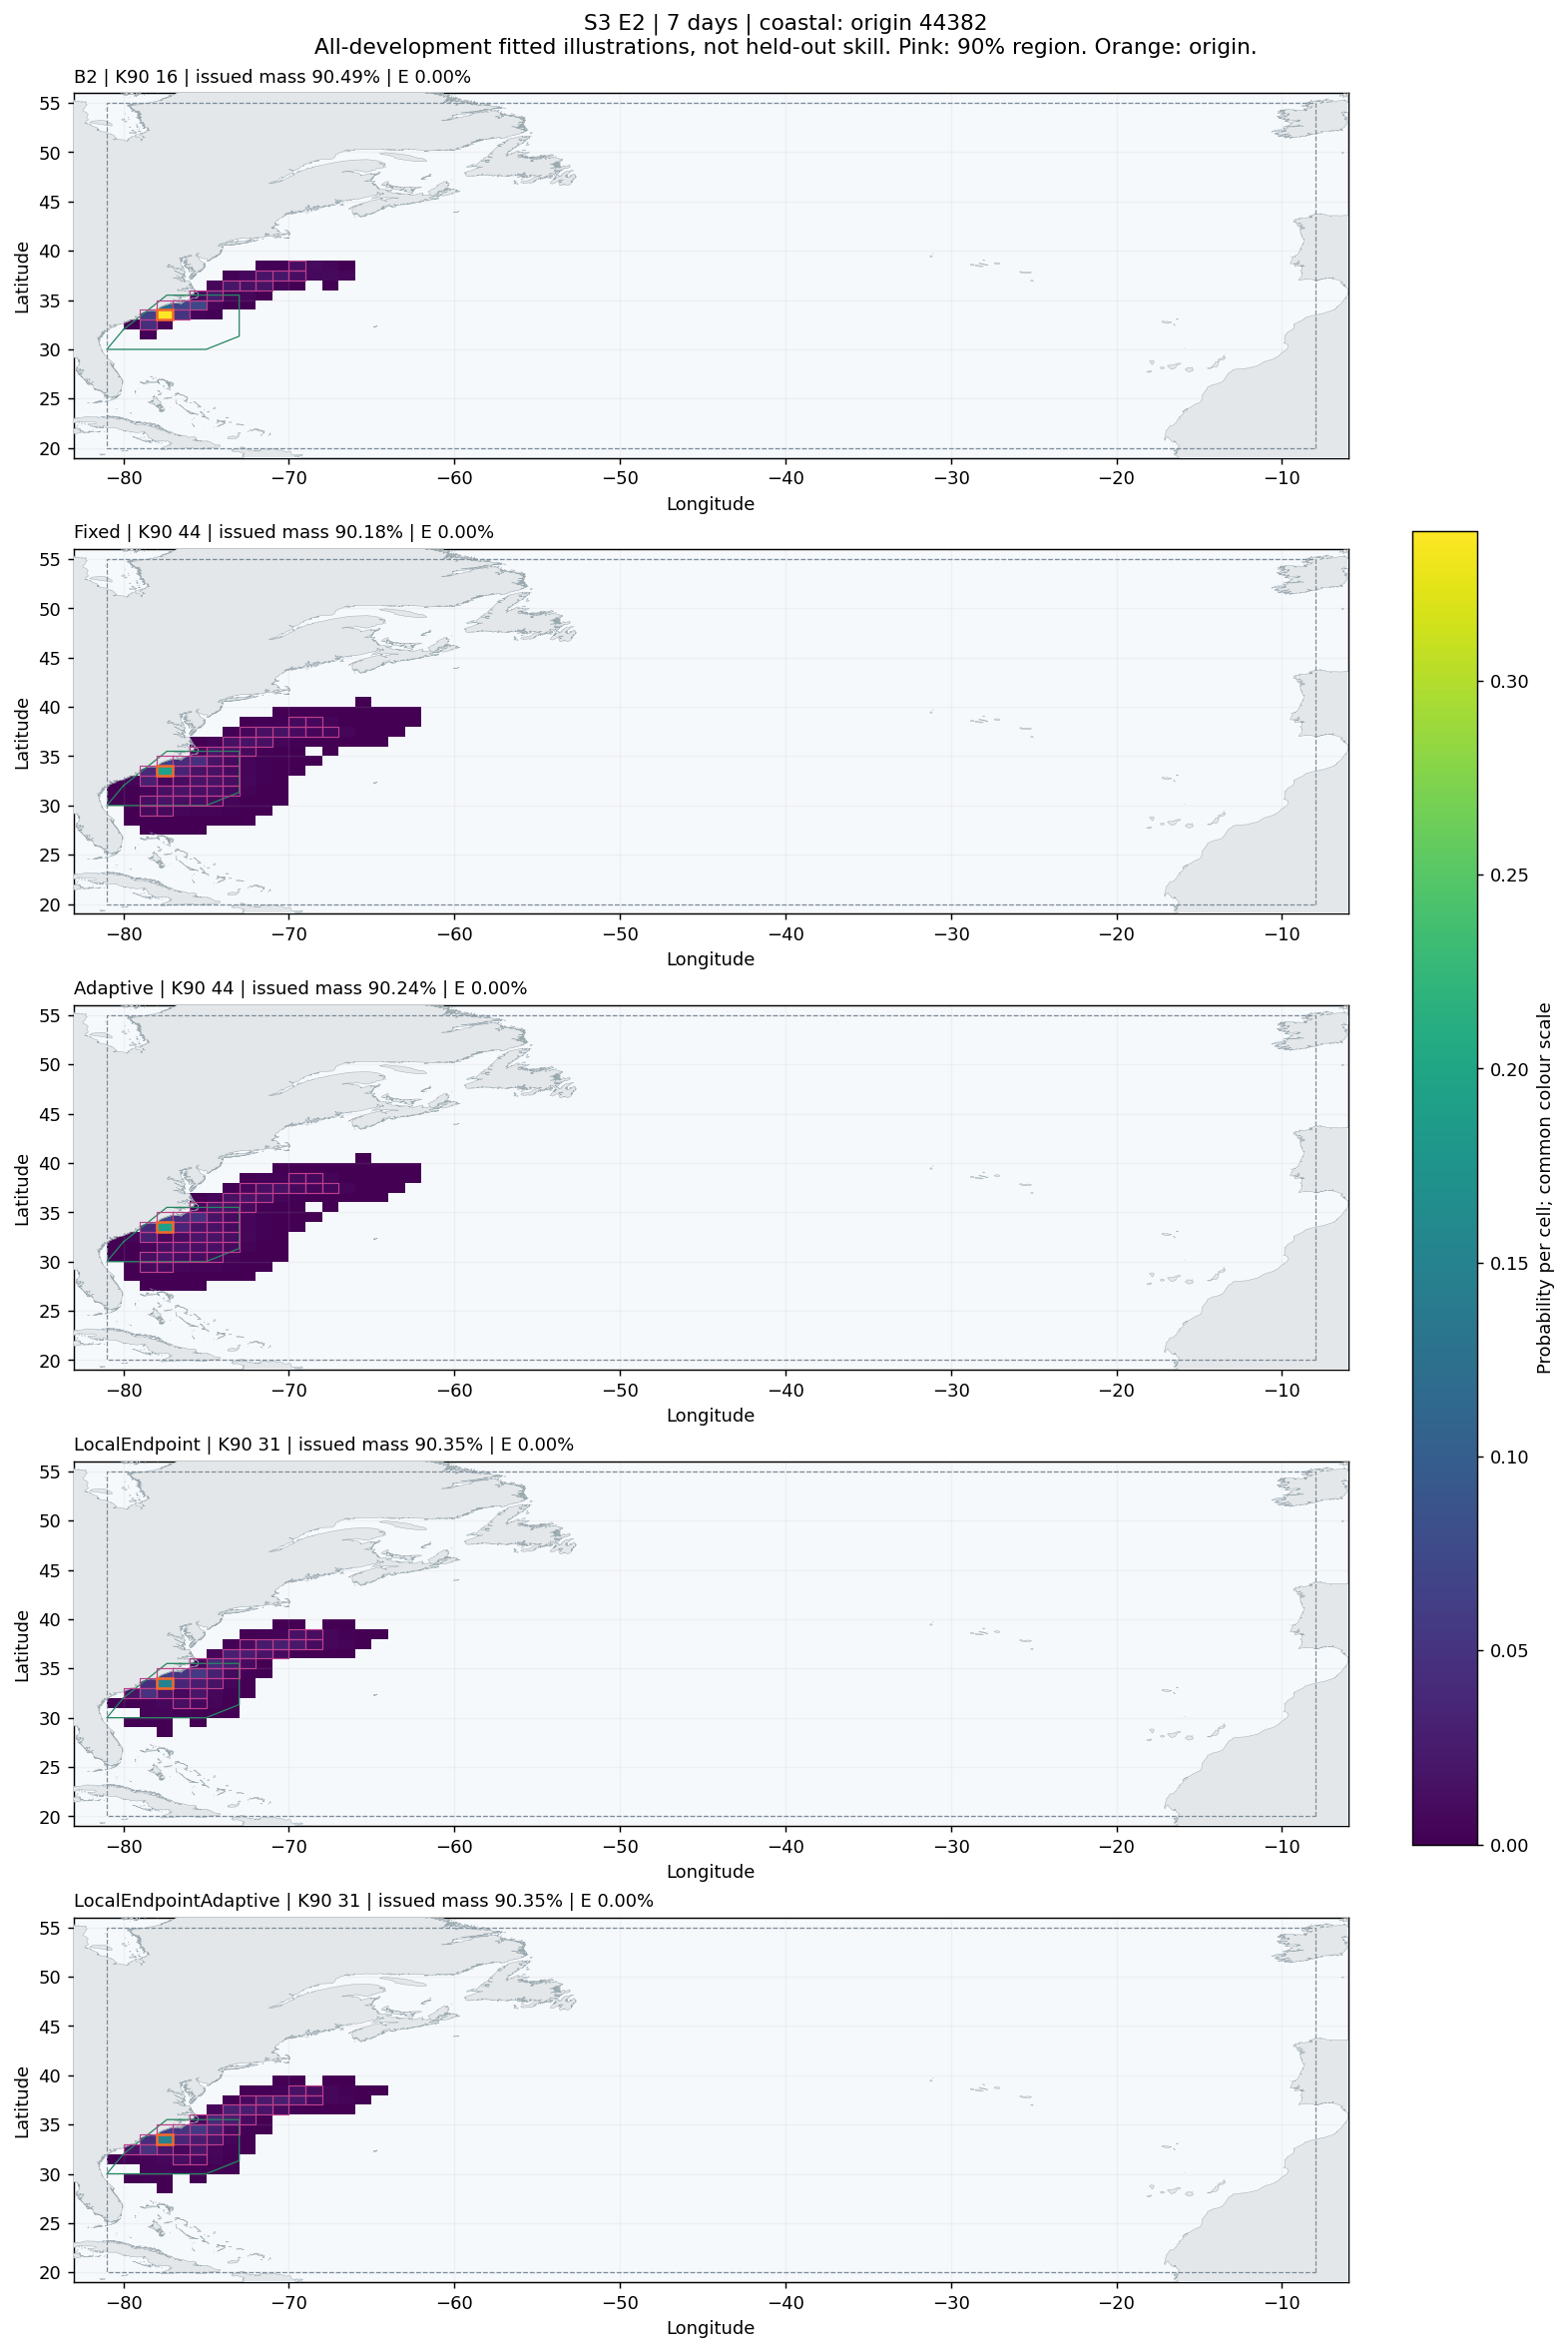 S3 E2 | 7 days | coastal: origin 44382
All-development fitted illustrations, not held-out skill. Pink: 90% region. Orange: origin.
B2 | K90 16 | issued mass 90.49% | E 0.00%
55
50
45
40
35
30
25
20
Latitude
−80 −70 −60 −50 −40 −30 −20 −10
Longitude
Fixed | K90 44 | issued mass 90.18% | E 0.00%
55
50
45
40
35
30
25
20
Latitude
−80 −70 −60 −50 −40 −30 −20 −10
Longitude
Adaptive | K90 44 | issued mass 90.24% | E 0.00%
55
50
45
40
35
30
25
20
Latitude
−80 −70 −60 −50 −40 −30 −20 −10
Longitude
LocalEndpoint | K90 31 | issued mass 90.35% | E 0.00%
55
50
45
40
35
30
25
20
Latitude
−80 −70 −60 −50 −40 −30 −20 −10
Longitude
LocalEndpointAdaptive | K90 31 | issued mass 90.35% | E 0.00%
55
50
45
40
35
30
25
20
Latitude
−80 −70 −60 −50 −40 −30 −20 −10
Longitude
0.30
0.25
0.20
0.15
0.10
0.05
0.00
Probability per cell; common colour scale